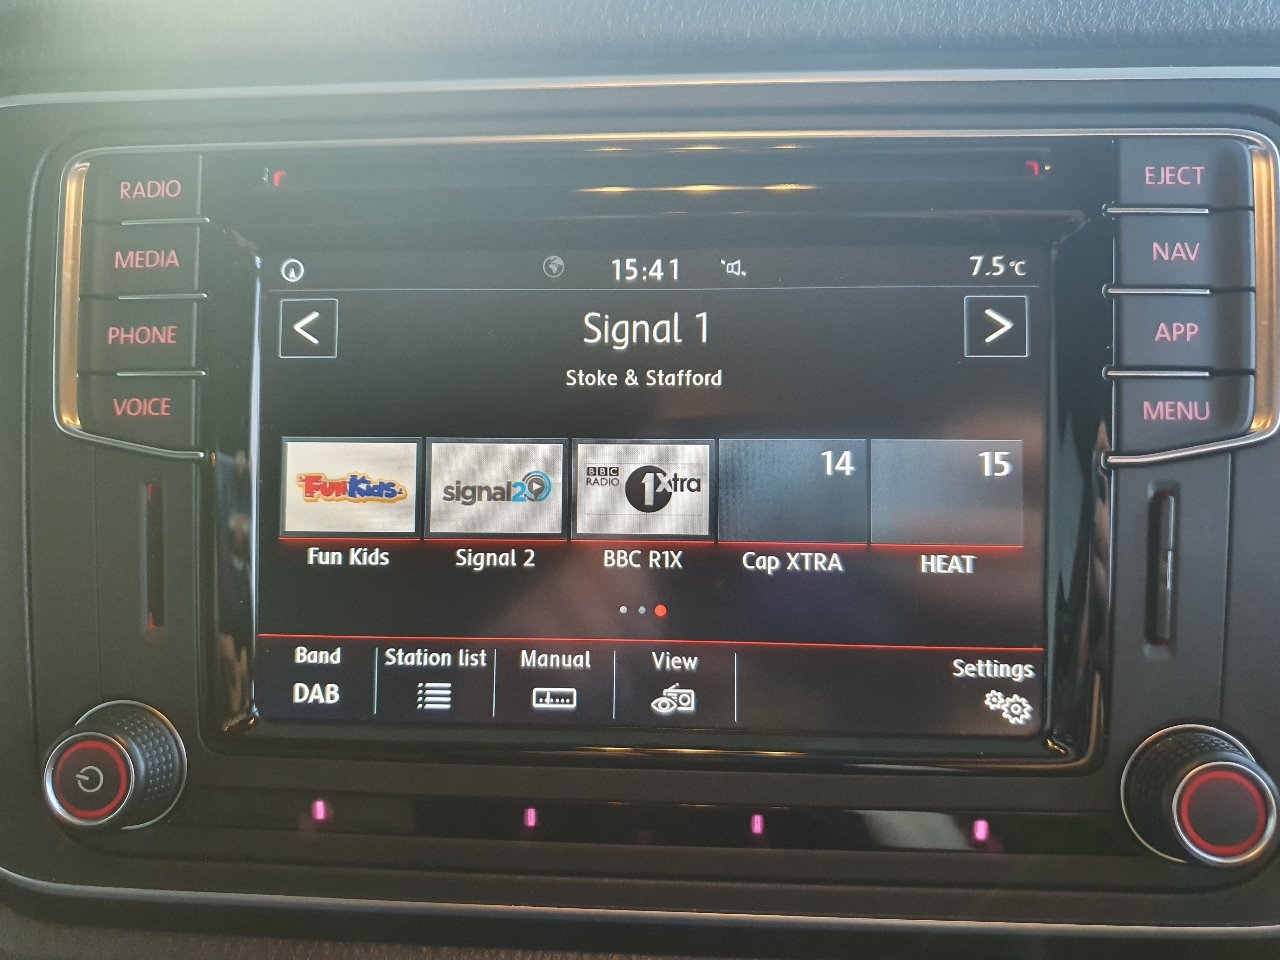 RADIO
MEDIA
PHONE
VOICE
EJECT
NAV
APP
MENU
15:41
7.5°C
<
Signal 1
>
Stoke & Stafford
FUN KIDS
signal 2
BBC
RADIO
1Xtra
14
15
Fun Kids
Signal 2
BBC R1X
Cap XTRA
HEAT
Band
DAB
Station list
Manual
View
Settings